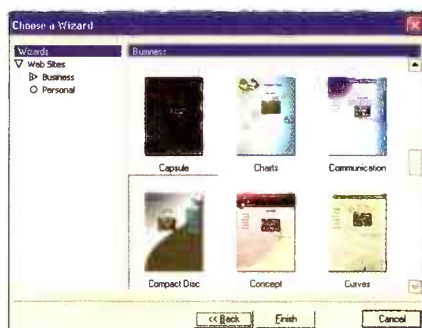 Choose a Wizard
Wizards
Web Sites
Business
Personal
Business
Capsule
Charts
Communication
Compact Disc
Concept
Curves
<< Back
Finish
Cancel